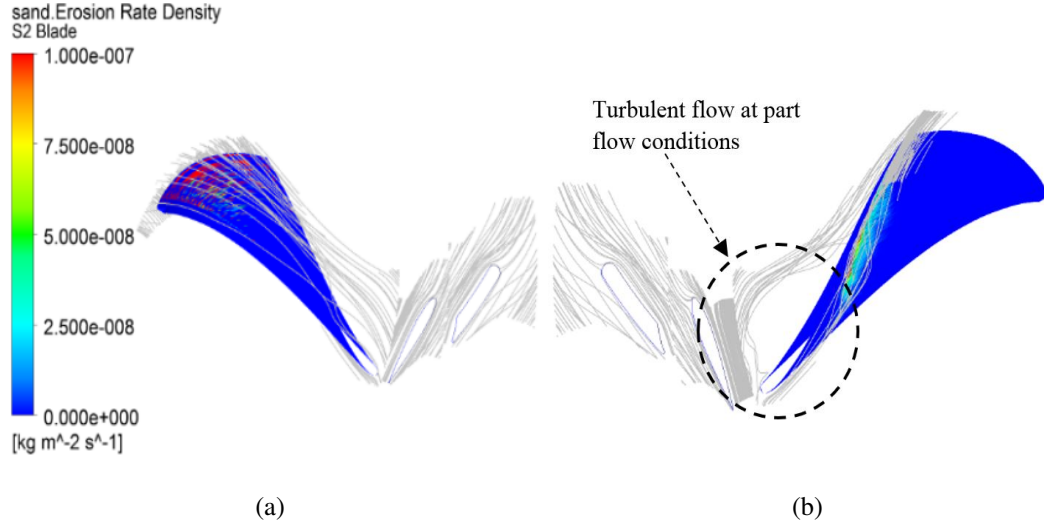 sand.Erosion Rate Density
S2 Blade
1.000e-007
7.500e-008
5.000e-008
2.500e-008
0.000e+000
[kg m^-2 s^-1]
Turbulent flow at part
flow conditions
(a)
(b)